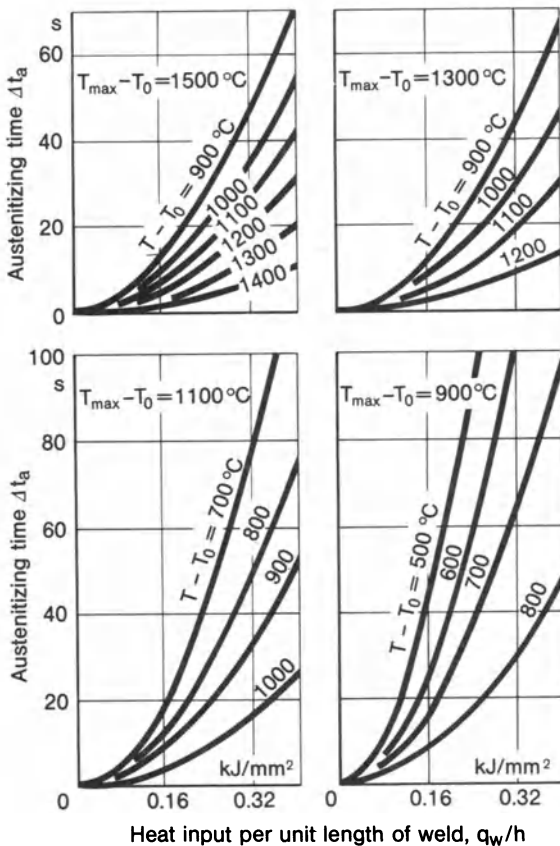 s
60
40
20
0
Austenitizing time Δtₐ
Tmax–T₀=1500 °C
T – T₀ = 900 °C
1000
1100
1200
1300
1400
Tmax–T₀=1300 °C
T – T₀ = 900 °C
1000
1100
1200
100
s
80
60
40
20
0
Austenitizing time Δtₐ
Tmax–T₀=1100 °C
T – T₀ = 700 °C
800
900
1000
kJ/mm²
0.16
0.32
Tmax–T₀=900 °C
T – T₀ = 500 °C
600
700
800
kJ/mm²
0
0.16
0.32
Heat input per unit length of weld, qw/h